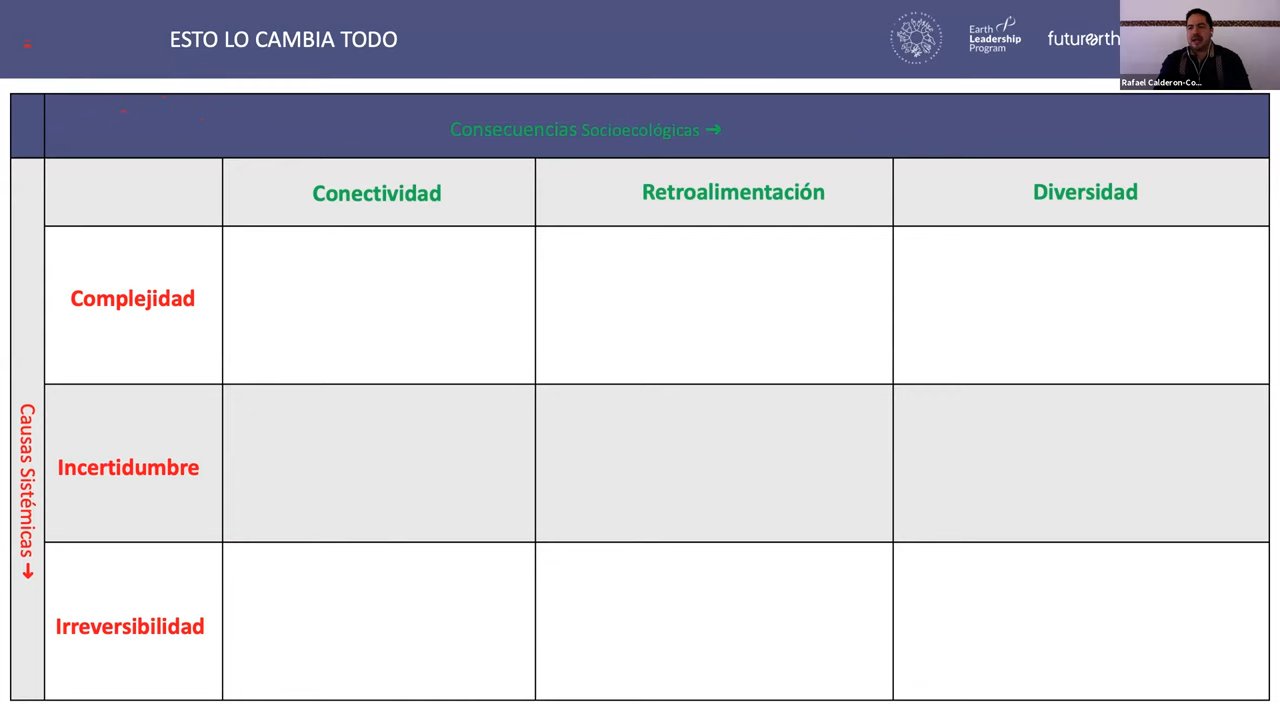 ESTO LO CAMBIA TODO
Earth
Leadership
Program
futurerth
Rafael Calderon-Co...
Consecuencias Socioecológicas →
Conectividad
Retroalimentación
Diversidad
Causas Sistémicas →
Complejidad
Incertidumbre
Irreversibilidad